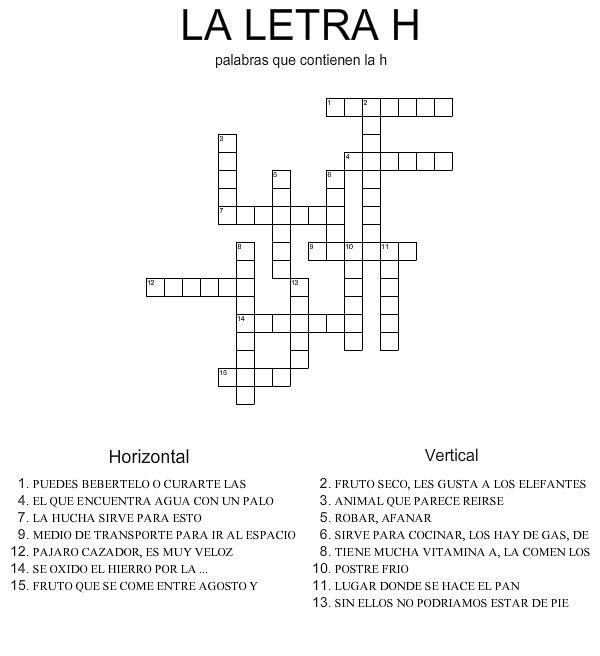 LA LETRA H
palabras que contienen la h
1 2
3
4
5 6
7
8 9 10 11
12 13
14
15
Horizontal
1. PUEDES BEBERTELO O CURARTE LAS
4. EL QUE ENCUENTRA AGUA CON UN PALO
7. LA HUCHA SIRVE PARA ESTO
9. MEDIO DE TRANSPORTE PARA IR AL ESPACIO
12. PAJARO CAZADOR, ES MUY VELOZ
14. SE OXIDO EL HIERRO POR LA ...
15. FRUTO QUE SE COME ENTRE AGOSTO Y
Vertical
2. FRUTO SECO, LES GUSTA A LOS ELEFANTES
3. ANIMAL QUE PARECE REIRSE
5. ROBAR, AFANAR
6. SIRVE PARA COCINAR, LOS HAY DE GAS, DE
8. TIENE MUCHA VITAMINA A, LA COMEN LOS
10. POSTRE FRIO
11. LUGAR DONDE SE HACE EL PAN
13. SIN ELLOS NO PODRIAMOS ESTAR DE PIE